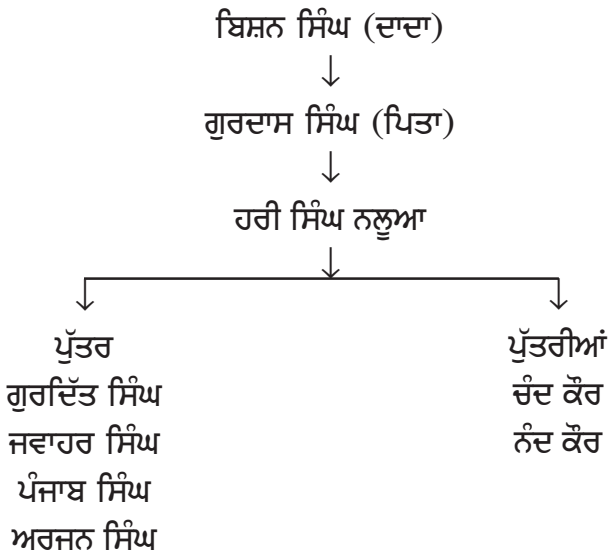 ਬਿਸ਼ਨ ਸਿੰਘ (ਦਾਦਾ)
ਗੁਰਦਾਸ ਸਿੰਘ (ਪਿਤਾ)
ਹਰੀ ਸਿੰਘ ਨਲੂਆ
ਪੁੱਤਰ
ਗੁਰਦਿੱਤ ਸਿੰਘ
ਜਵਾਹਰ ਸਿੰਘ
ਪੰਜਾਬ ਸਿੰਘ
ਅਰਜਨ ਸਿੰਘ
ਪੁੱਤਰੀਆਂ
ਚੰਦ ਕੌਰ
ਨੰਦ ਕੌਰ